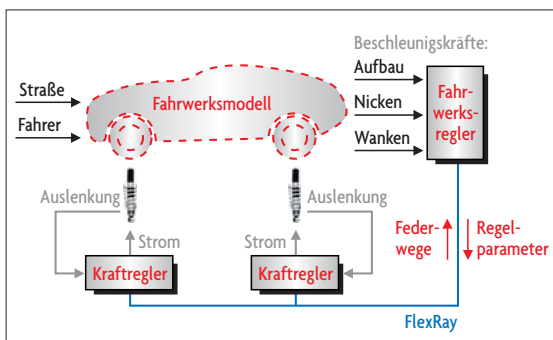 Beschleunigskräfte:
Aufbau
Straße
Fahrwerksmodell
Nicken
Fahr-
werks-
regler
Fahrer
Wanken
Auslenkung
Auslenkung
Strom
Strom
Kraftregler
Kraftregler
Feder-
wege
Regel-
parameter
FlexRay